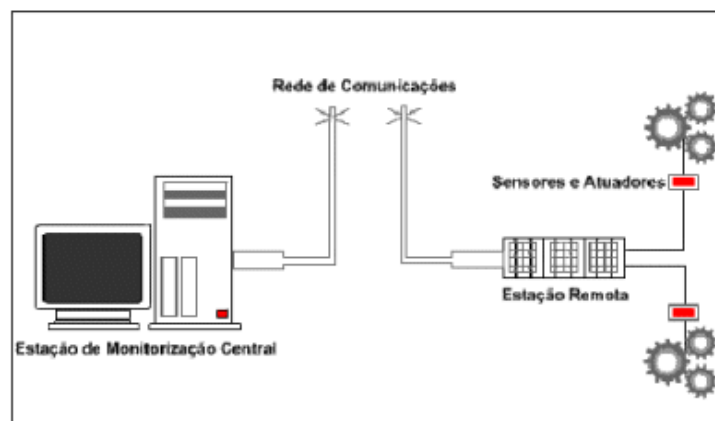 Rede de Comunicações
Sensores e Atuadores
Estação Remota
Estação de Monitorização Central